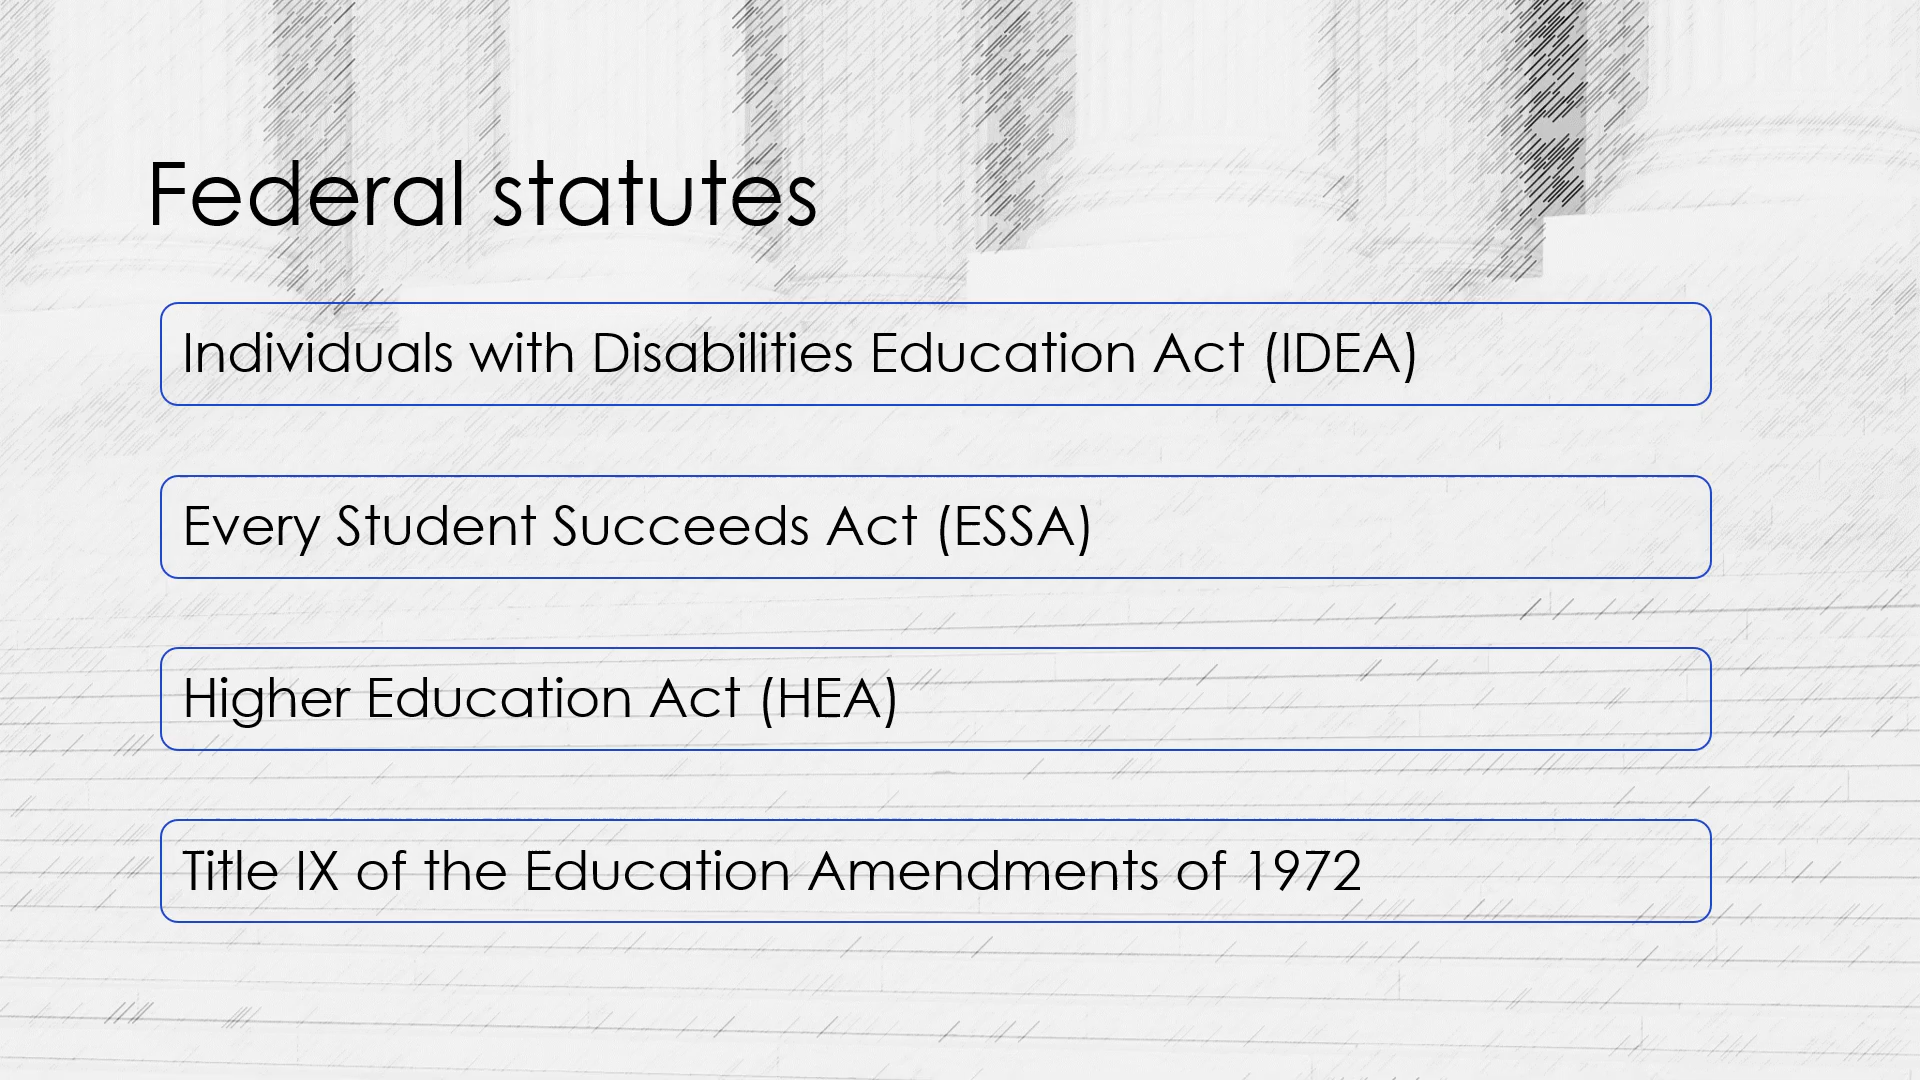 Federal statutes
Individuals with Disabilities Education Act (IDEA)
Every Student Succeeds Act (ESSA)
Higher Education Act (HEA)
Title IX of the Education Amendments of 1972